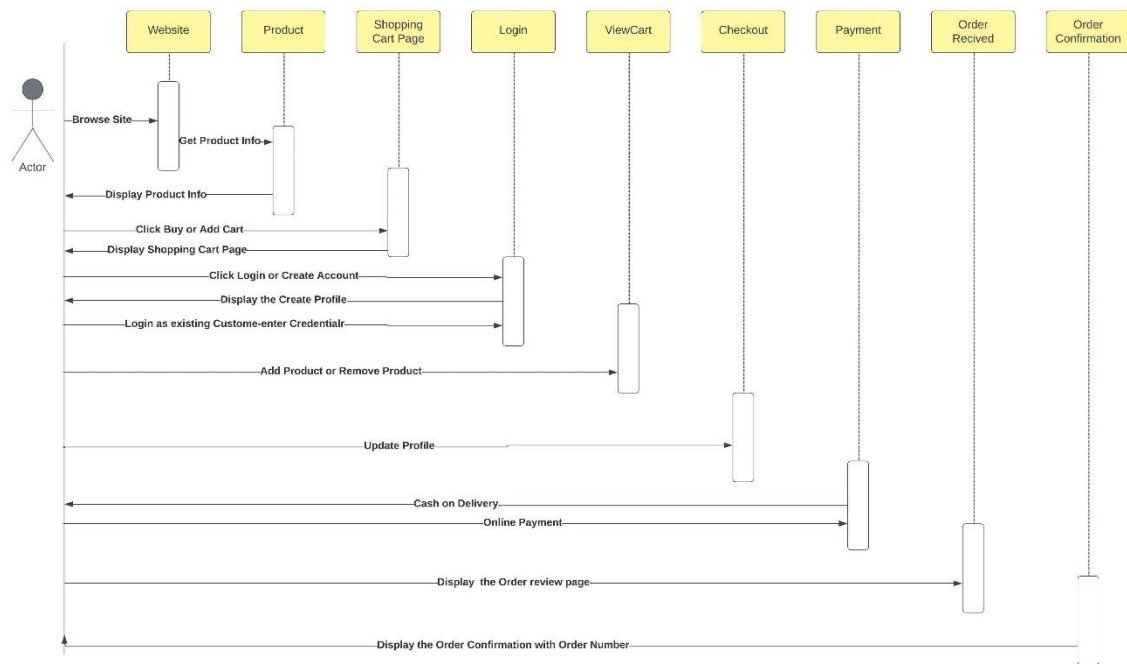 Website
Product
Shopping
Cart Page
Login
ViewCart
Checkout
Payment
Order
Recived
Order
Confirmation
Actor
Browse Site
Get Product Info
Display Product Info
Click Buy or Add Cart
Display Shopping Cart Page
Click Login or Create Account
Display the Create Profile
Login as existing Custome-enter Credentialr
Add Product or Remove Product
Update Profile
Cash on Delivery
Online Payment
Display the Order review page
Display the Order Confirmation with Order Number